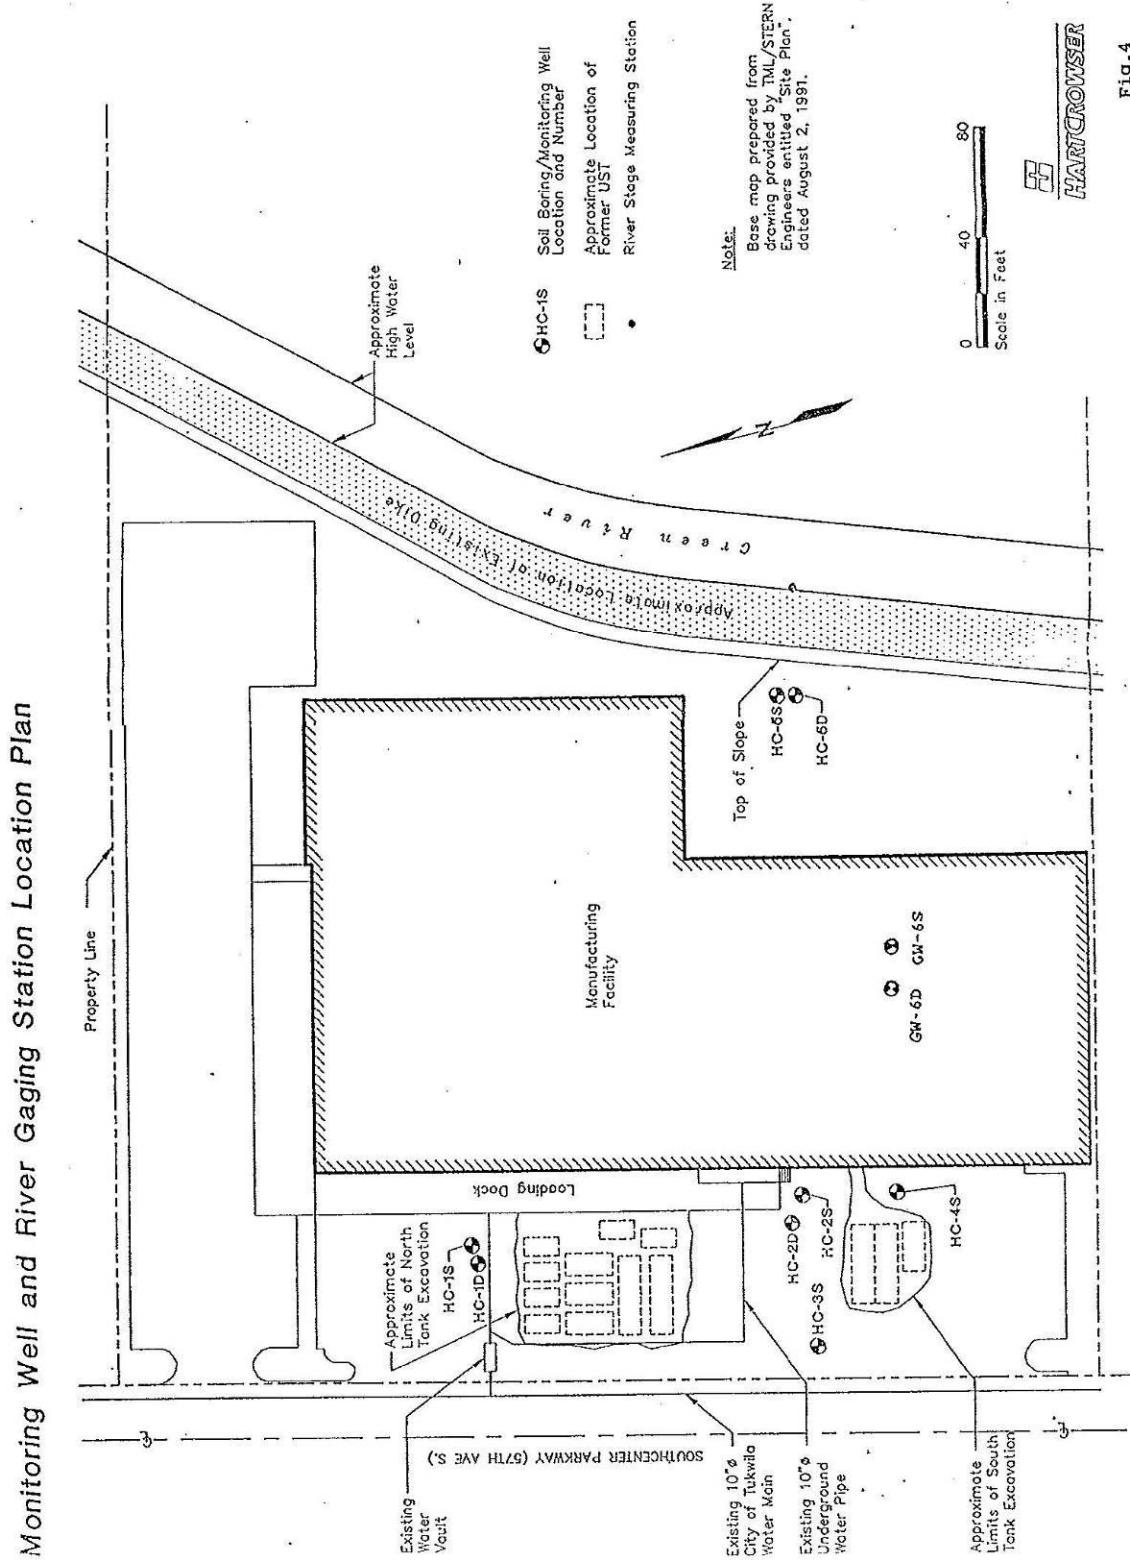 Monitoring Well and River Gaging Station Location Plan
Property Line
Approximate
High Water
Level
Approximate Location of Existing Dike
Green River
HC-1S
Soil Boring/Monitoring Well
Location and Number
Approximate Location of
Former UST
River Stage Measuring Station
Note:
Base map prepared from
drawing provided by TML/STERN
Engineers entitled "Site Plan",
dated August 2, 1991.
N
0 40 80
Scale in Feet
HARTCROWSER
Fig.4
Top of Slope
HC-5S
HC-5D
Manufacturing
Facility
GW-6D GW-6S
Loading Dock
Approximate
Limits of North
Tank Excavation
HC-1S
HC-1D
HC-2D
HC-2S
HC-3S
HC-4S
Existing
Water
Vault
SOUTHCENTER PARKWAY (57TH AVE S.)
Existing 10"ø
City of Tukwila
Water Main
Existing 10"ø
Underground
Water Pipe
Approximate
Limits of South
Tank Excavation